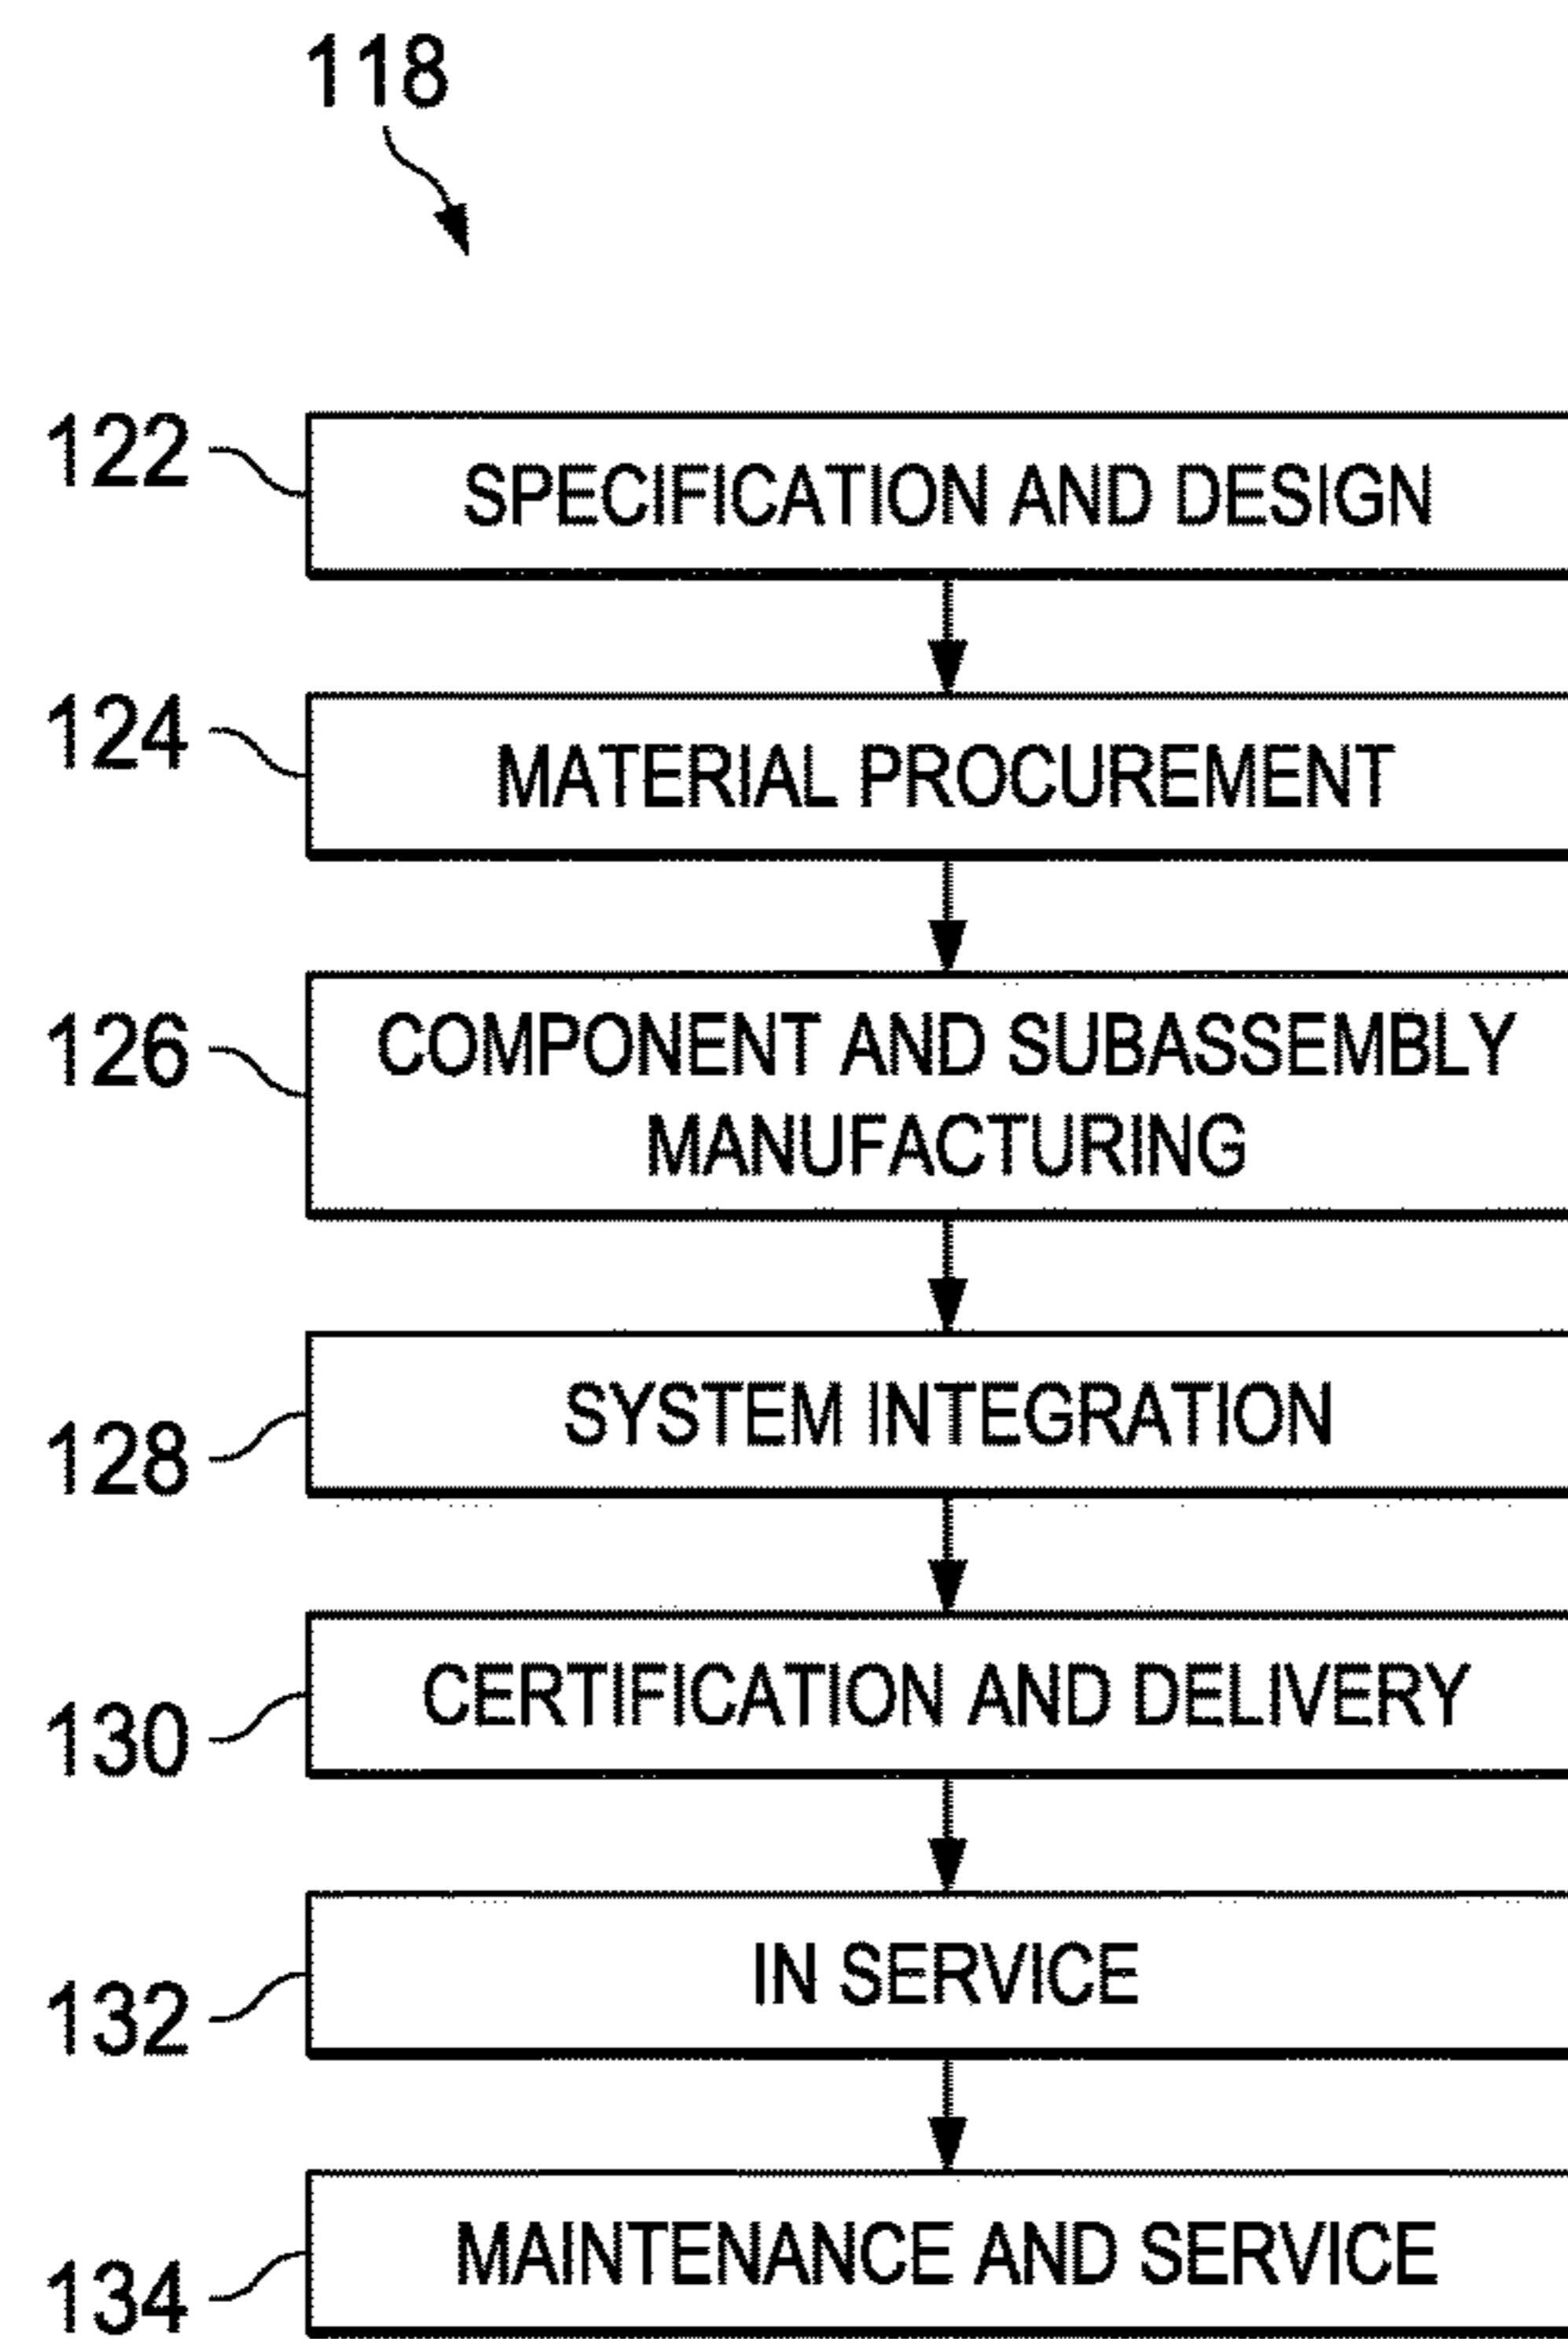 118
122
SPECIFICATION AND DESIGN
124
MATERIAL PROCUREMENT
126
COMPONENT AND SUBASSEMBLY
MANUFACTURING
128
SYSTEM INTEGRATION
130
CERTIFICATION AND DELIVERY
132
IN SERVICE
134
MAINTENANCE AND SERVICE